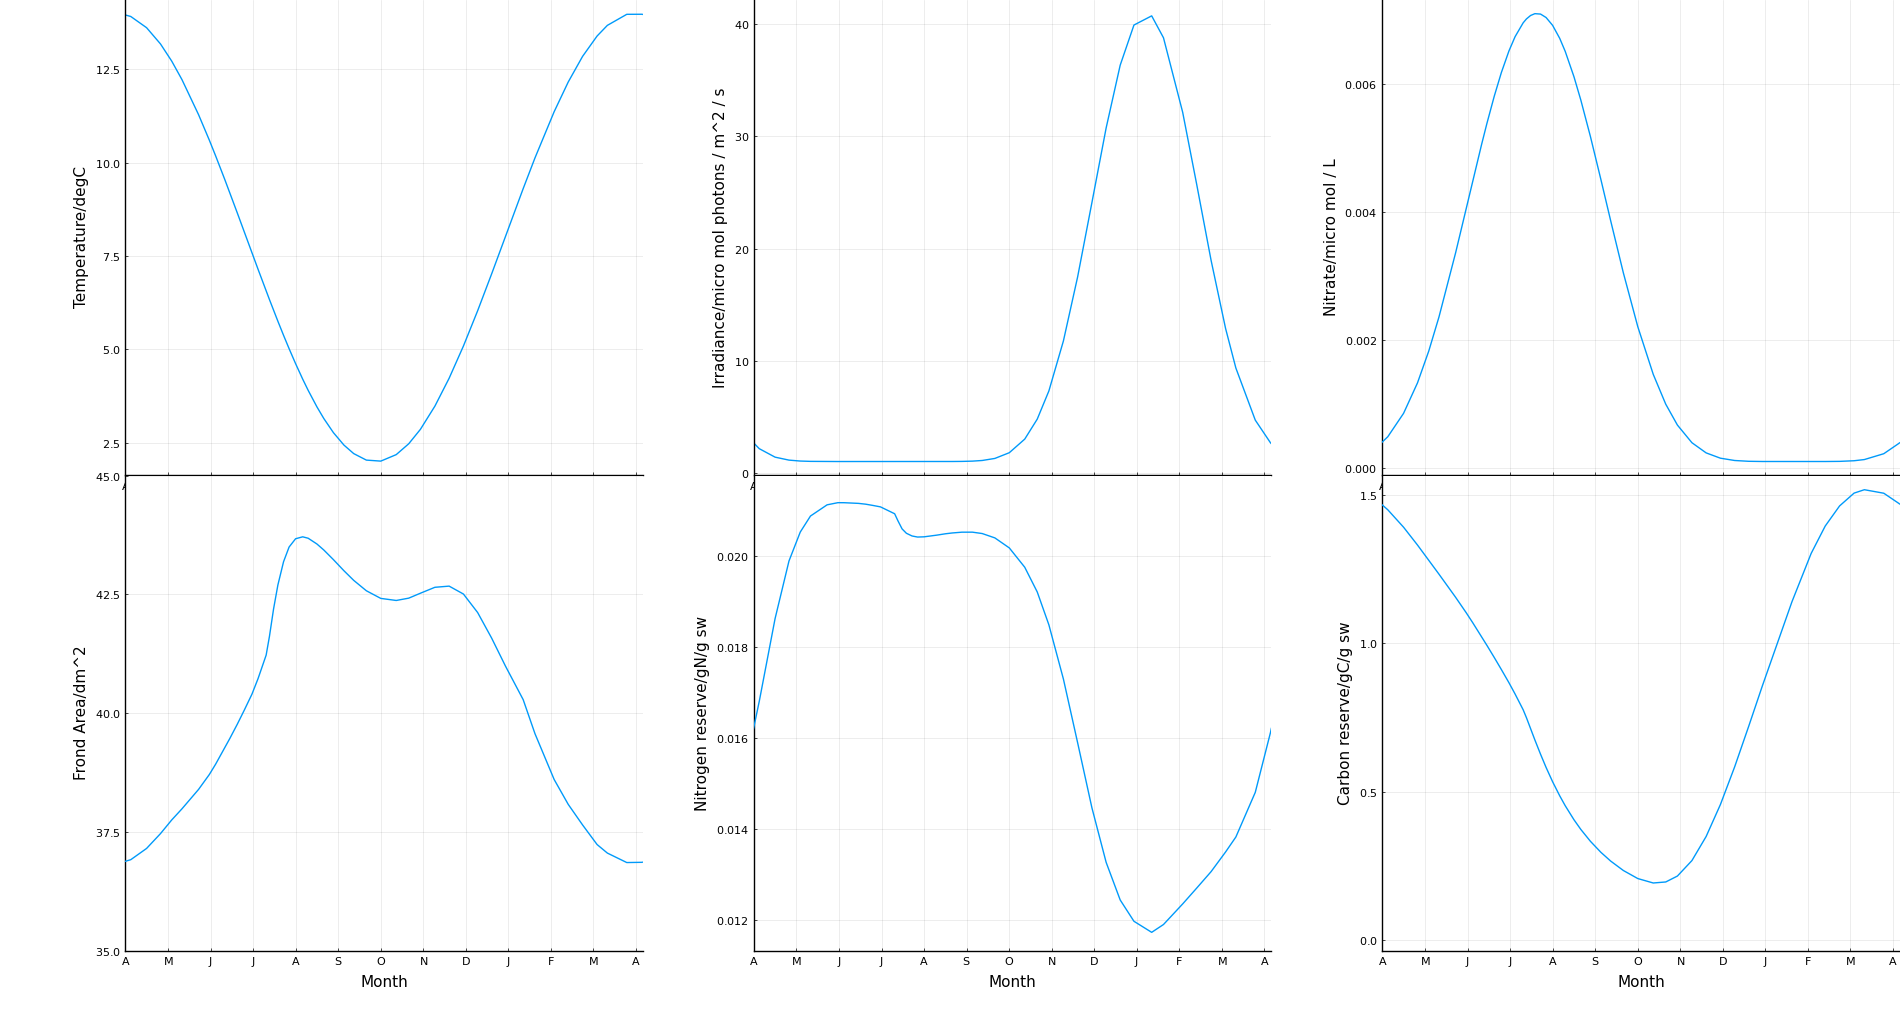 Temperature/degC
12.5
10.0
7.5
5.0
2.5
Irradiance/micro mol photons / m^2 / s
40
30
20
10
0
Nitrate/micro mol / L
0.006
0.004
0.002
0.000
Frond Area/dm^2
45.0
42.5
40.0
37.5
35.0
A M J J A S O N D J F M A
Month
Nitrogen reserve/gN/g sw
0.020
0.018
0.016
0.014
0.012
A M J J A S O N D J F M A
Month
Carbon reserve/gC/g sw
1.5
1.0
0.5
0.0
A M J J A S O N D J F M A
Month